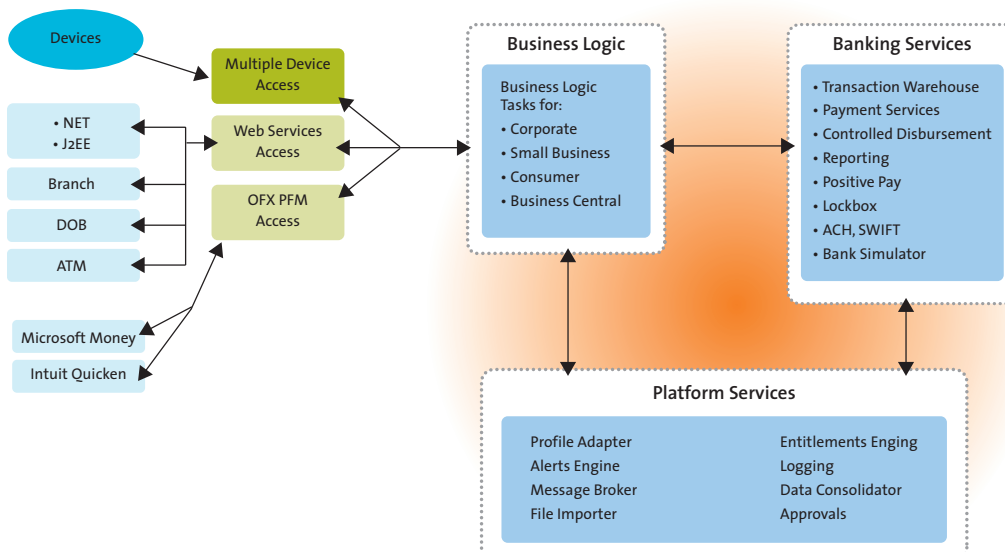 Devices
Multiple Device
Access
• NET
• J2EE
Web Services
Access
Branch
OFX PFM
Access
DOB
ATM
Microsoft Money
Intuit Quicken
Business Logic
Business Logic
Tasks for:
• Corporate
• Small Business
• Consumer
• Business Central
Banking Services
• Transaction Warehouse
• Payment Services
• Controlled Disbursement
• Reporting
• Positive Pay
• Lockbox
• ACH, SWIFT
• Bank Simulator
Platform Services
Profile Adapter
Alerts Engine
Message Broker
File Importer
Entitlements Enging
Logging
Data Consolidator
Approvals